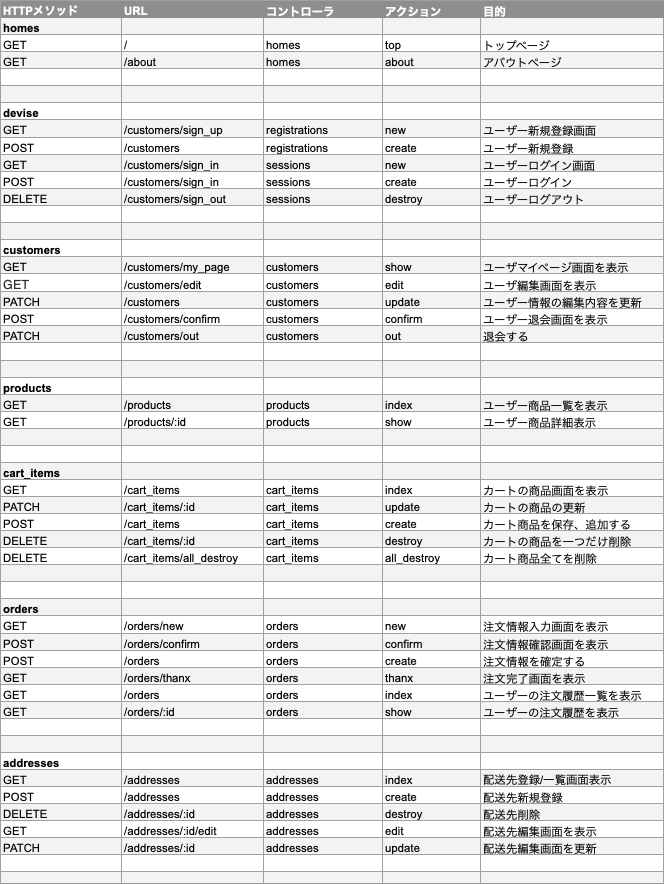 HTTPメソッド URL コントローラ アクション 目的
homes
GET / homes top トップページ
GET /about homes about アバウトページ
devise
GET /customers/sign_up registrations new ユーザー新規登録画面
POST /customers registrations create ユーザー新規登録
GET /customers/sign_in sessions new ユーザーログイン画面
POST /customers/sign_in sessions create ユーザーログイン
DELETE /customers/sign_out sessions destroy ユーザーログアウト
customers
GET /customers/my_page customers show ユーザマイページ画面を表示
GET /customers/edit customers edit ユーザ編集画面を表示
PATCH /customers customers update ユーザー情報の編集内容を更新
POST /customers/confirm customers confirm ユーザー退会画面を表示
PATCH /customers/out customers out 退会する
products
GET /products products index ユーザー商品一覧を表示
GET /products/:id products show ユーザー商品詳細表示
cart_items
GET /cart_items cart_items index カートの商品画面を表示
PATCH /cart_items/:id cart_items update カートの商品の更新
POST /cart_items cart_items create カート商品を保存、追加する
DELETE /cart_items/:id cart_items destroy カートの商品を一つだけ削除
DELETE /cart_items/all_destroy cart_items all_destroy カート商品全てを削除
orders
GET /orders/new orders new 注文情報入力画面を表示
POST /orders/confirm orders confirm 注文情報確認画面を表示
POST /orders orders create 注文情報を確定する
GET /orders/thanx orders thanx 注文完了画面を表示
GET /orders orders index ユーザーの注文履歴一覧を表示
GET /orders/:id orders show ユーザーの注文履歴を表示
addresses
GET /addresses addresses index 配送先登録/一覧画面表示
POST /addresses addresses create 配送先新規登録
DELETE /addresses/:id addresses destroy 配送先削除
GET /addresses/:id/edit addresses edit 配送先編集画面を表示
PATCH /addresses/:id addresses update 配送先編集画面を更新